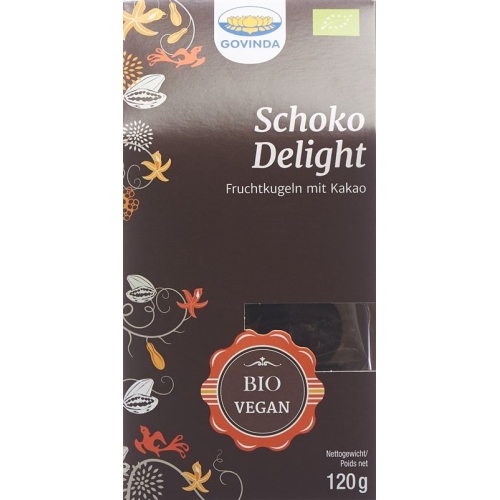 GOVINDA
Schoko
Delight
Fruchtkugeln mit Kakao
BIO
VEGAN
Nettogewicht/
Poids net
120g